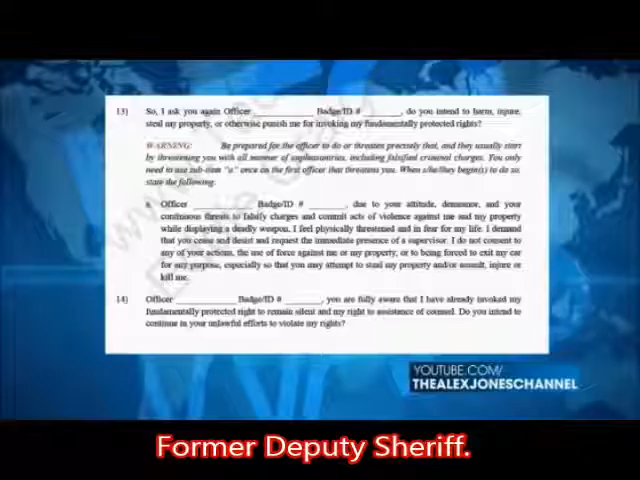 13) So, I ask you again Officer ____________ Badge/ID # ________, do you intend to harm, injure,
steal my property, or otherwise punish me for invoking my fundamentally protected rights?
WARNING: Be prepared for the officer to do or threaten precisely that, and they usually start
by threatening you with all manner of unpleasantries, including falsified criminal charges. You only
need to use sub-item "a" once on the first officer that threatens you. When s/he/they begin(s) to do so,
state the following:
a. Officer ____________ Badge/ID # ________, due to your attitude, demeanor, and your
continuous threats to falsify charges and commit acts of violence against me and my property
while displaying a deadly weapon, I feel physically threatened and in fear for my life. I demand
that you cease and desist and request the immediate presence of a supervisor. I do not consent to
any of your actions, the use of force against me or my property, or to being forced to exit my car
for any purpose, especially so that you may attempt to steal my property and/or assault, injure or
kill me.
14) Officer ____________ Badge/ID # ________, you are fully aware that I have already invoked my
fundamentally protected right to remain silent and my right to assistance of counsel. Do you intend to
continue in your unlawful efforts to violate my rights?
YOUTUBE.COM/
THEALEXJONESCHANNEL
Former Deputy Sheriff.